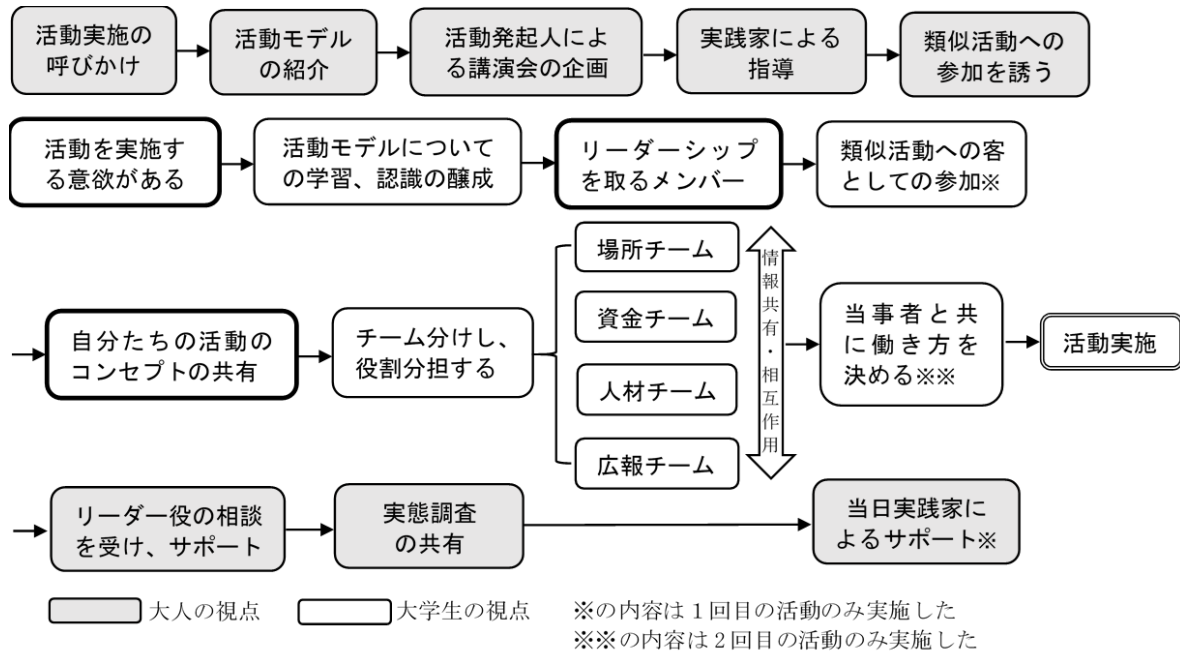 活動実施の
呼びかけ
活動モデル
の紹介
活動発起人によ
る講演会の企画
実践家による
指導
類似活動への
参加を誘う
活動を実施す
る意欲がある
活動モデルについて
の学習、認識の醸成
リーダーシップ
を取るメンバー
類似活動への客
としての参加※
自分たちの活動の
コンセプトの共有
チーム分けし、
役割分担する
場所チーム
資金チーム
人材チーム
広報チーム
情報共有・相互作用
当事者と共
に働き方を
決める※※
活動実施
リーダー役の相談
を受け、サポート
実態調査
の共有
当日実践家に
よるサポート※
大人の視点
大学生の視点
※の内容は1回目の活動のみ実施した
※※の内容は2回目の活動のみ実施した